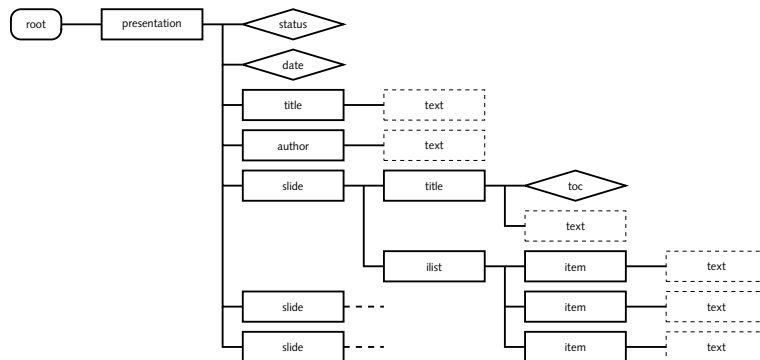 root presentation status
date
title text
author text
slide title toc
text
ilist item text
slide item text
slide item text